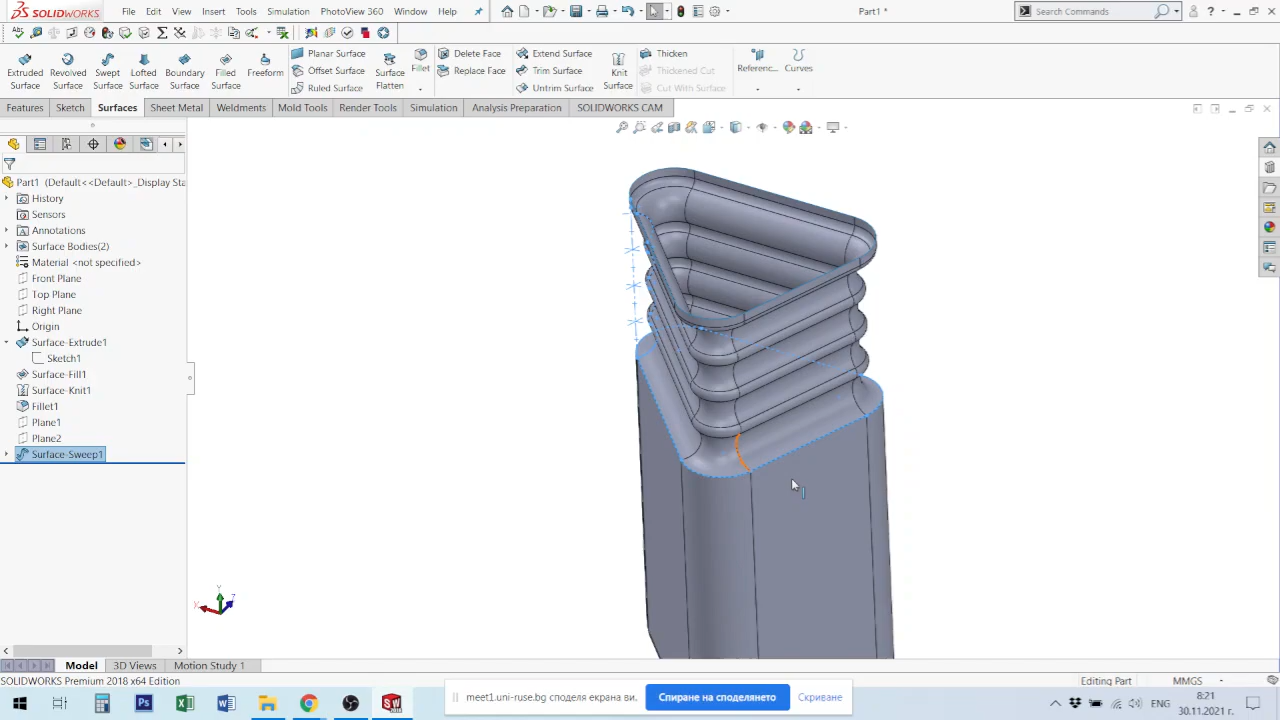 SOLIDWORKS
File
Edit
View
Insert
Tools
Simulation
PhotoView 360
Window
Help
Part1 *
Search Commands
?
Extruded Surface
Revolved Surface
Swept Surface
Lofted Surface
Boundary Surface
Filled Surface
Freeform
Planar Surface
Offset Surface
Ruled Surface
Surface Flatten
Fillet
Delete Face
Replace Face
Extend Surface
Trim Surface
Untrim Surface
Knit Surface
Thicken
Thickened Cut
Cut With Surface
Referenc...
Curves
Features
Sketch
Surfaces
Sheet Metal
Weldments
Mold Tools
Render Tools
Simulation
Analysis Preparation
SOLIDWORKS CAM
Part1 (Default<<Default>_Display Sta
History
Sensors
Annotations
Surface Bodies(2)
Material <not specified>
Front Plane
Top Plane
Right Plane
Origin
Surface-Extrude1
Sketch1
Surface-Fill1
Surface-Knit1
Fillet1
Plane1
Plane2
Surface-Sweep1
Y
X
Z
Model
3D Views
Motion Study 1
SOLIDWORKS Premium 2018 x64 Edition
Editing Part
MMGS
meet1.uni-ruse.bg споделя екрана ви.
Спиране на споделянето
Скриване
8:21
30.11.2021 г.